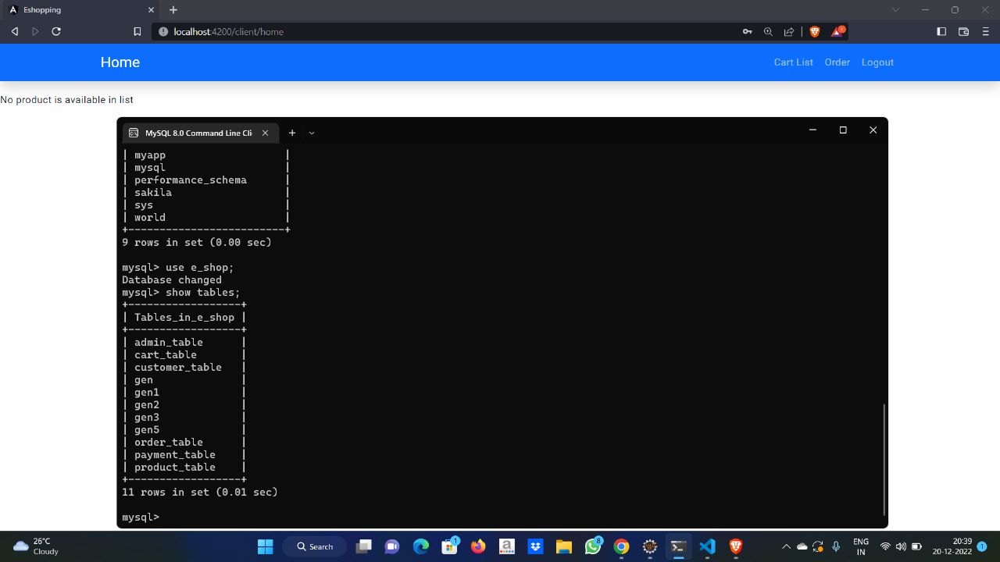 Eshopping
localhost:4200/client/home
Home
Cart List Order Logout
No product is available in list
MySQL 8.0 Command Line Cli
| myapp |
| mysql |
| performance_schema |
| sakila |
| sys |
| world |
+-------------------------+
9 rows in set (0.00 sec)
mysql> use e_shop;
Database changed
mysql> show tables;
+------------------+
| Tables_in_e_shop |
+------------------+
| admin_table |
| cart_table |
| customer_table |
| gen |
| gen1 |
| gen2 |
| gen3 |
| gen5 |
| order_table |
| payment_table |
| product_table |
+------------------+
11 rows in set (0.01 sec)
mysql>
26°C
Cloudy
Search
1
a
8
ENG
IN
20:39
20-12-2022
1